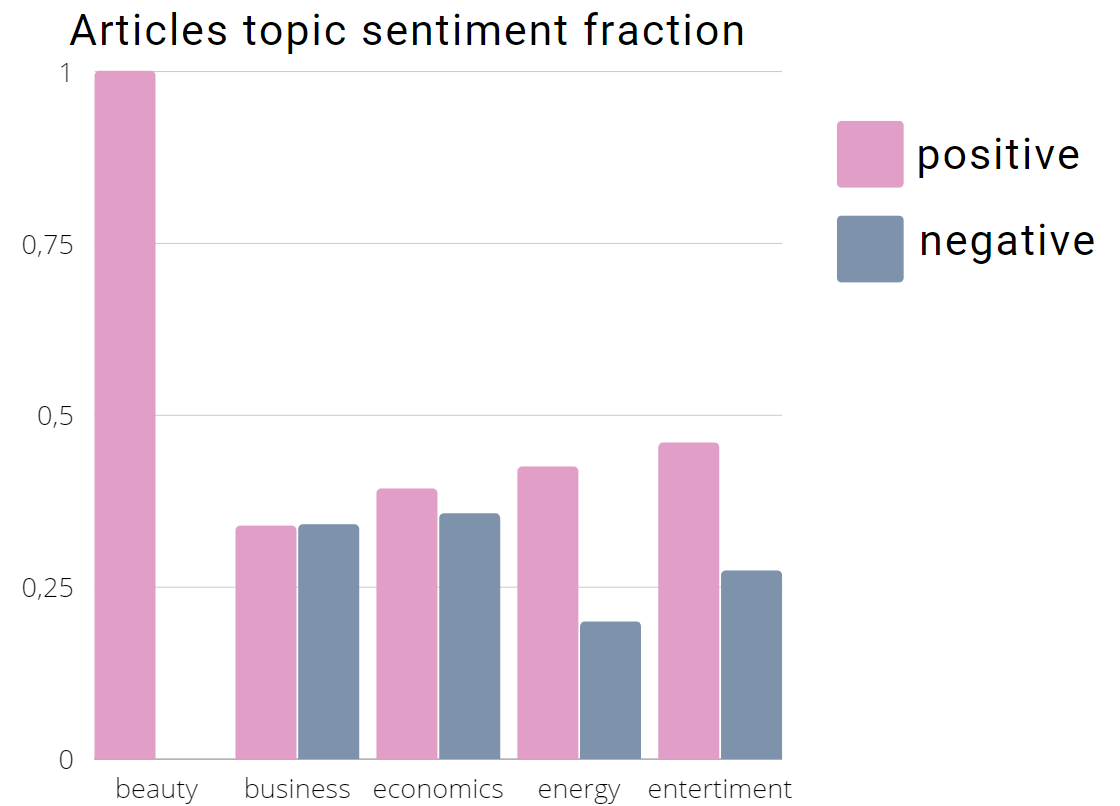 Articles topic sentiment fraction
1
0,75
0,5
0,25
0
beauty business economics energy entertiment
positive
negative